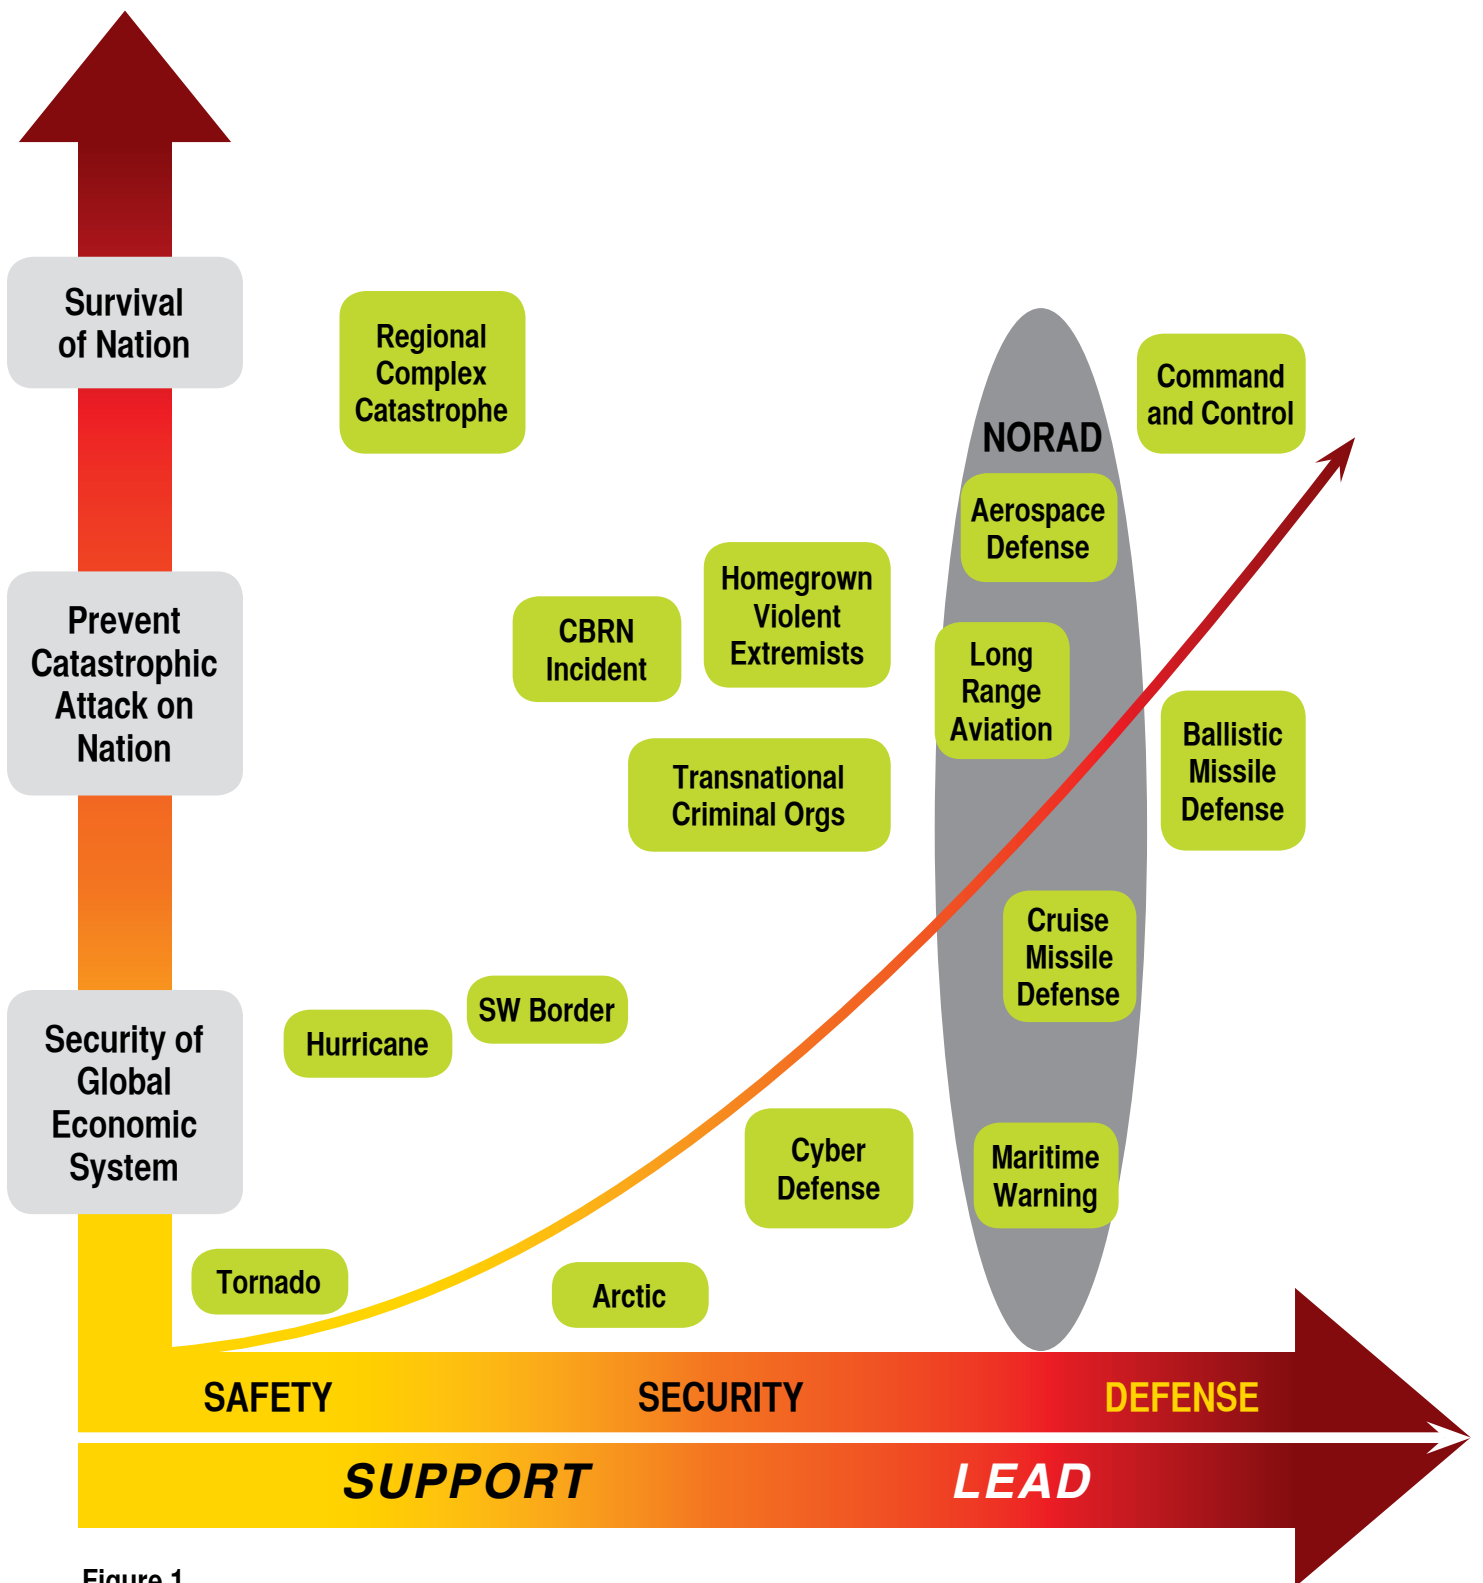 Survival
of Nation
Prevent
Catastrophic
Attack on
Nation
Security of
Global
Economic
System
Regional
Complex
Catastrophe
NORAD
Command
and Control
Aerospace
Defense
Homegrown
Violent
Extremists
CBRN
Incident
Long
Range
Aviation
Ballistic
Missile
Defense
Transnational
Criminal Orgs
Cruise
Missile
Defense
SW Border
Hurricane
Cyber
Defense
Maritime
Warning
Tornado
Arctic
SAFETY
SECURITY
DEFENSE
SUPPORT
LEAD
Figure 1